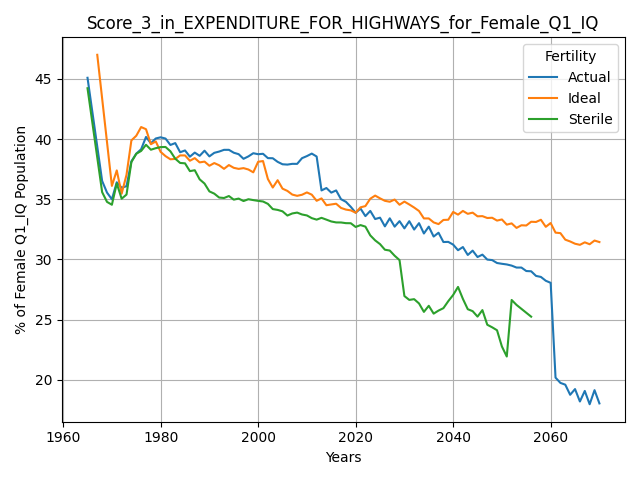 Score_3_in_EXPENDITURE_FOR_HIGHWAYS_for_Female_Q1_IQ
Fertility
Actual
Ideal
Sterile
% of Female Q1_IQ Population
45
40
35
30
25
20
1960
1980
2000
2020
2040
2060
Years